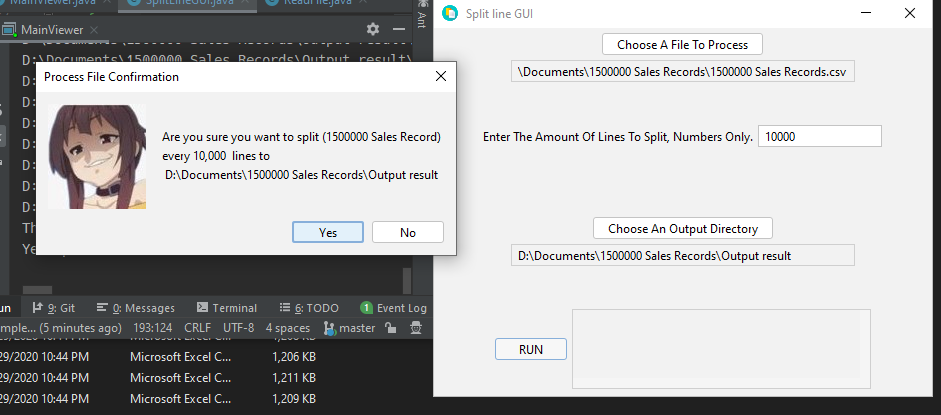 MainViewer.java
SplitLineGUI.java
ReadFile.java
MainViewer
Ant
D:\Documents\1500000 Sales Records\Output result\
D:
D:
D:
D:
D:
D:
D:
Process File Confirmation
Are you sure you want to split (1500000 Sales Record)
every 10,000 lines to
D:\Documents\1500000 Sales Records\Output result
Yes
No
9: Git
0: Messages
Terminal
6: TODO
1 Event Log
mple... (5 minutes ago)
193:124
CRLF
UTF-8
4 spaces
master
29/2020 10:44 PM Microsoft Excel C... 1,206 KB
29/2020 10:44 PM Microsoft Excel C... 1,211 KB
29/2020 10:44 PM Microsoft Excel C... 1,209 KB
Split line GUI
Choose A File To Process
\Documents\1500000 Sales Records\1500000 Sales Records.csv
Enter The Amount Of Lines To Split, Numbers Only.
10000
Choose An Output Directory
D:\Documents\1500000 Sales Records\Output result
RUN